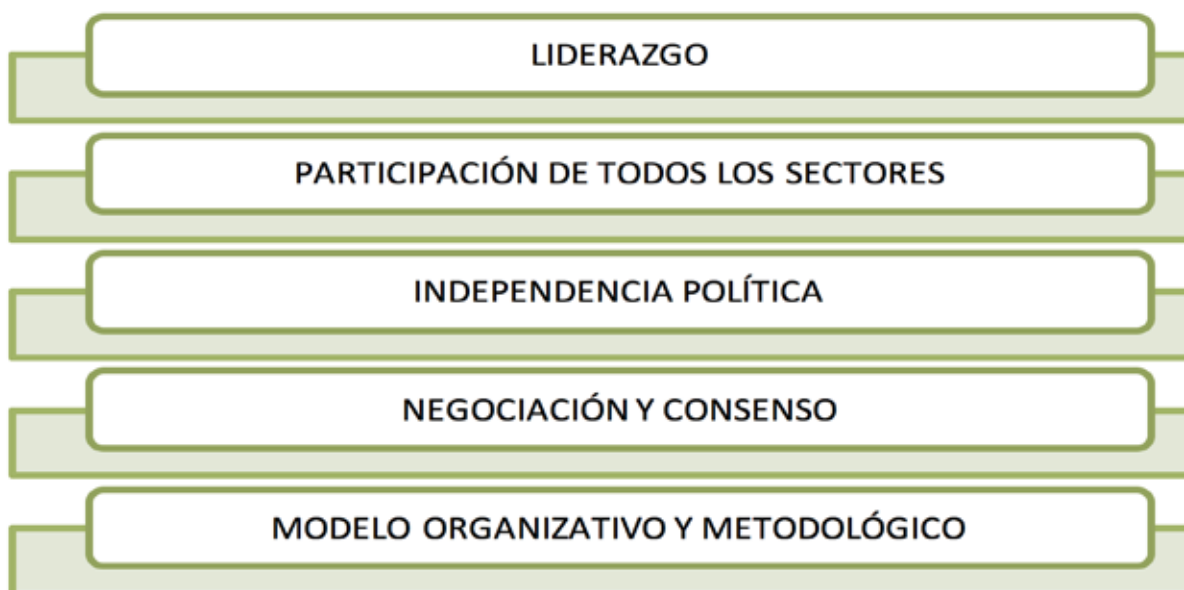 LIDERAZGO
PARTICIPACIÓN DE TODOS LOS SECTORES
INDEPENDENCIA POLÍTICA
NEGOCIACIÓN Y CONSENSO
MODELO ORGANIZATIVO Y METODOLÓGICO